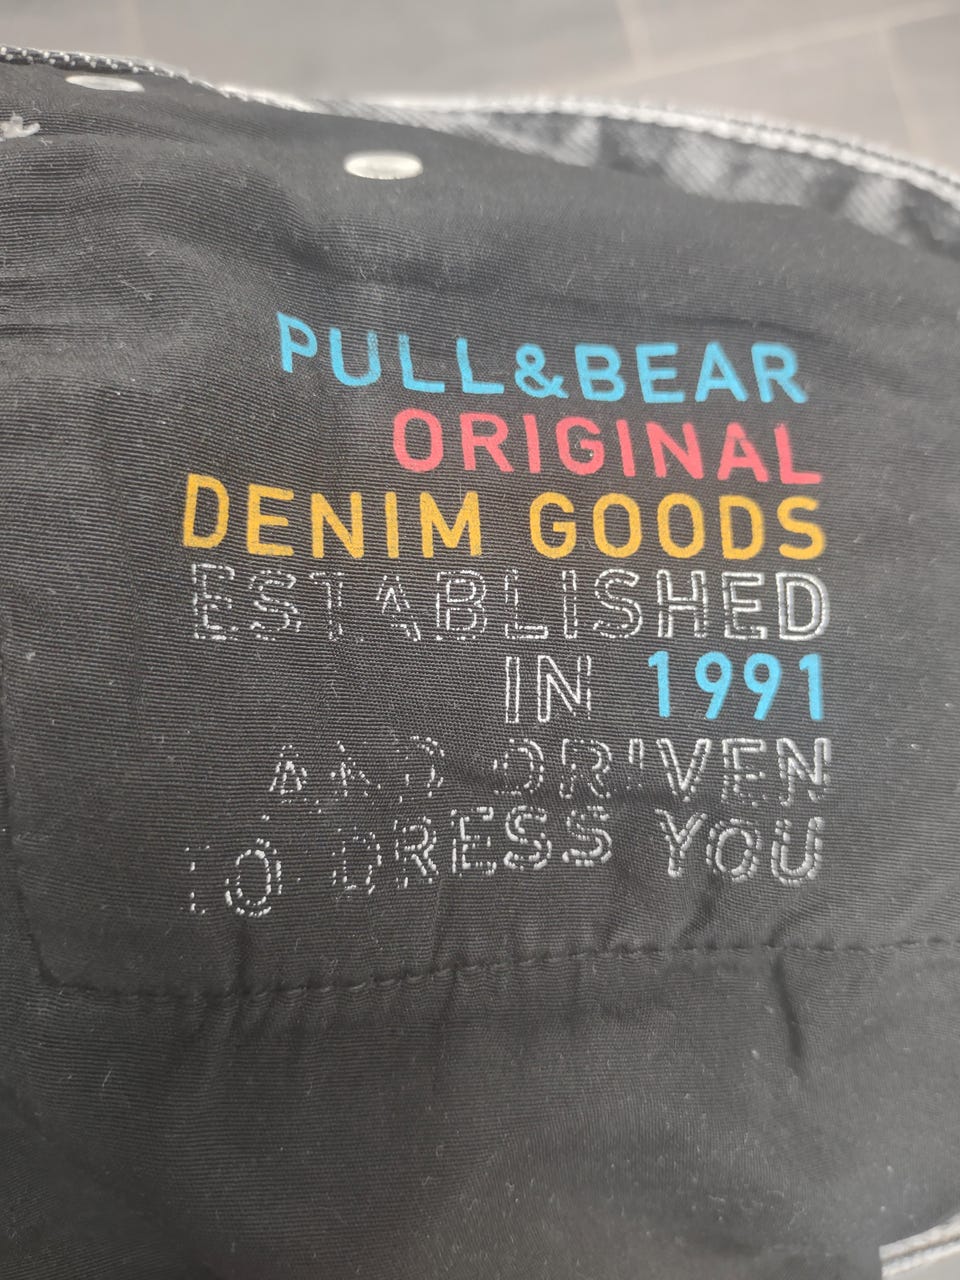 PULL&BEAR
ORIGINAL
DENIM GOODS
ESTABLISHED
IN 1991
AND DRIVEN
TO DRESS YOU